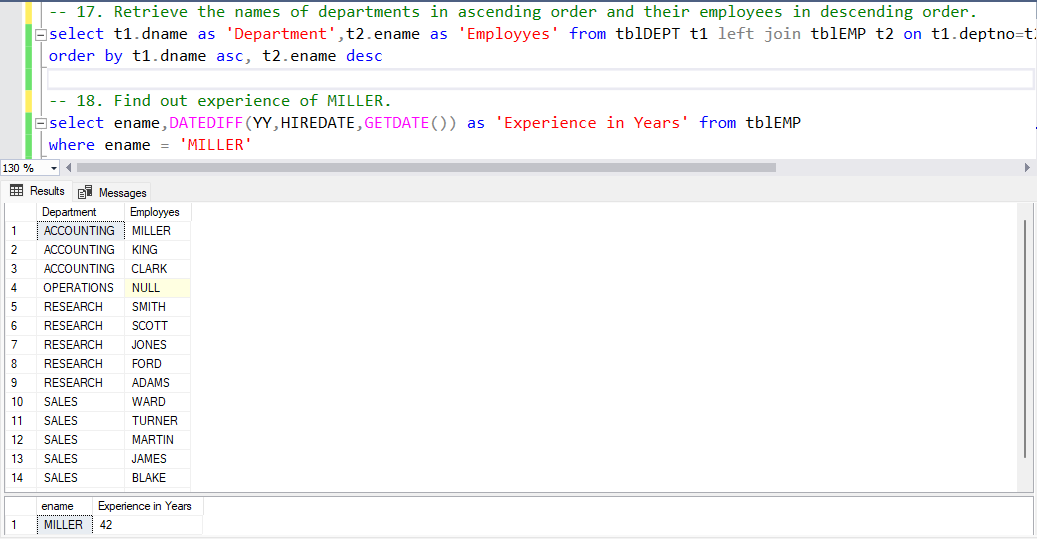 -- 17. Retrieve the names of departments in ascending order and their employees in descending order.
select t1.dname as 'Department',t2.ename as 'Employyes' from tblDEPT t1 left join tblEMP t2 on t1.deptno=t
order by t1.dname asc, t2.ename desc
-- 18. Find out experience of MILLER.
select ename,DATEDIFF(YY,HIREDATE,GETDATE()) as 'Experience in Years' from tblEMP
where ename = 'MILLER'
130 %
Results Messages
Department Employyes
1 ACCOUNTING MILLER
2 ACCOUNTING KING
3 ACCOUNTING CLARK
4 OPERATIONS NULL
5 RESEARCH SMITH
6 RESEARCH SCOTT
7 RESEARCH JONES
8 RESEARCH FORD
9 RESEARCH ADAMS
10 SALES WARD
11 SALES TURNER
12 SALES MARTIN
13 SALES JAMES
14 SALES BLAKE
ename Experience in Years
1 MILLER 42